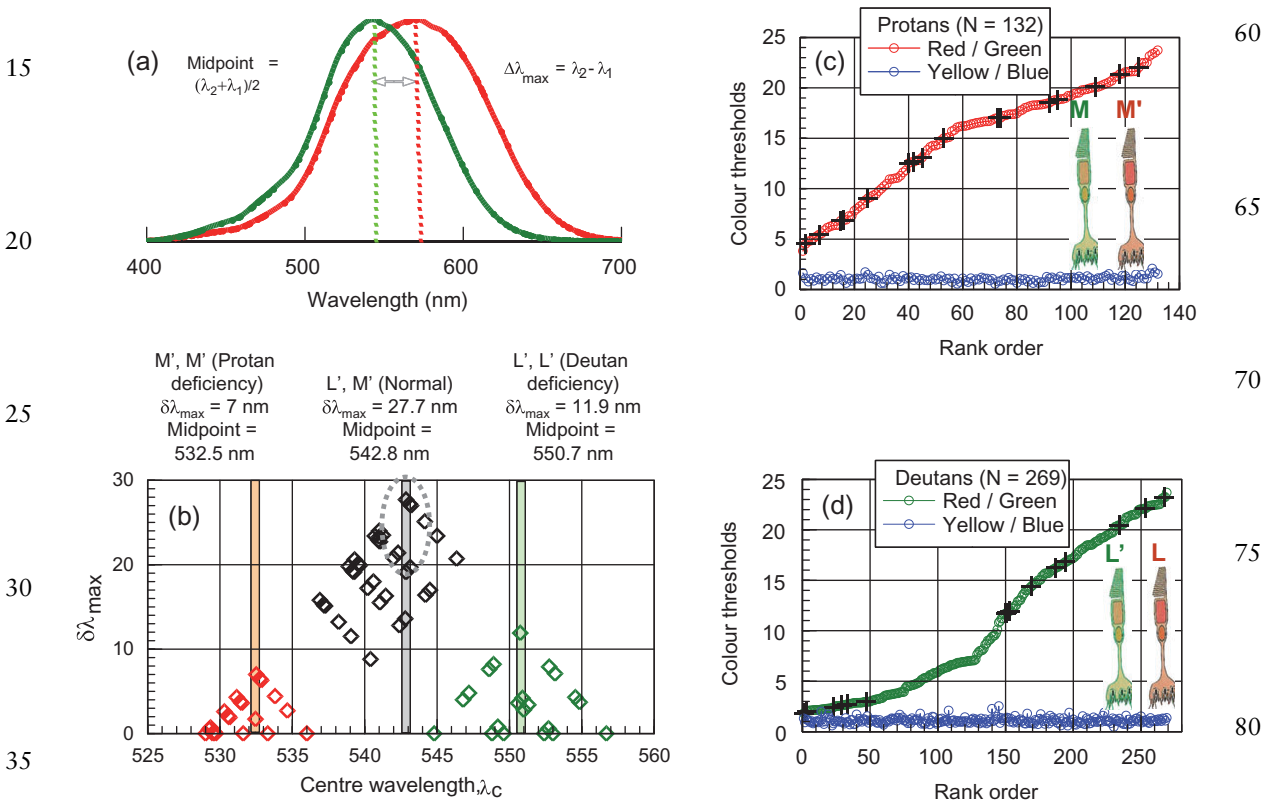 15
20
25
30
35
(a)
Midpoint =
(λ₂+λ₁)/2
Δλmax = λ₂-λ₁
400 500 600 700
Wavelength (nm)
M', M' (Protan
deficiency)
δλmax = 7 nm
Midpoint =
532.5 nm
L', M' (Normal)
δλmax = 27.7 nm
Midpoint =
542.8 nm
L', L' (Deutan
deficiency)
δλmax = 11.9 nm
Midpoint =
550.7 nm
(b)
30
20
10
0
δλmax
525 530 535 540 545 550 555 560
Centre wavelength,λc
Protans (N = 132)
Red / Green
Yellow / Blue
(c)
M M'
25
20
15
10
5
0
Colour thresholds
0 20 40 60 80 100 120 140
Rank order
Deutans (N = 269)
Red / Green
Yellow / Blue
(d)
L' L
25
20
15
10
5
0
Colour thresholds
0 50 100 150 200 250
Rank order
60
65
70
75
80